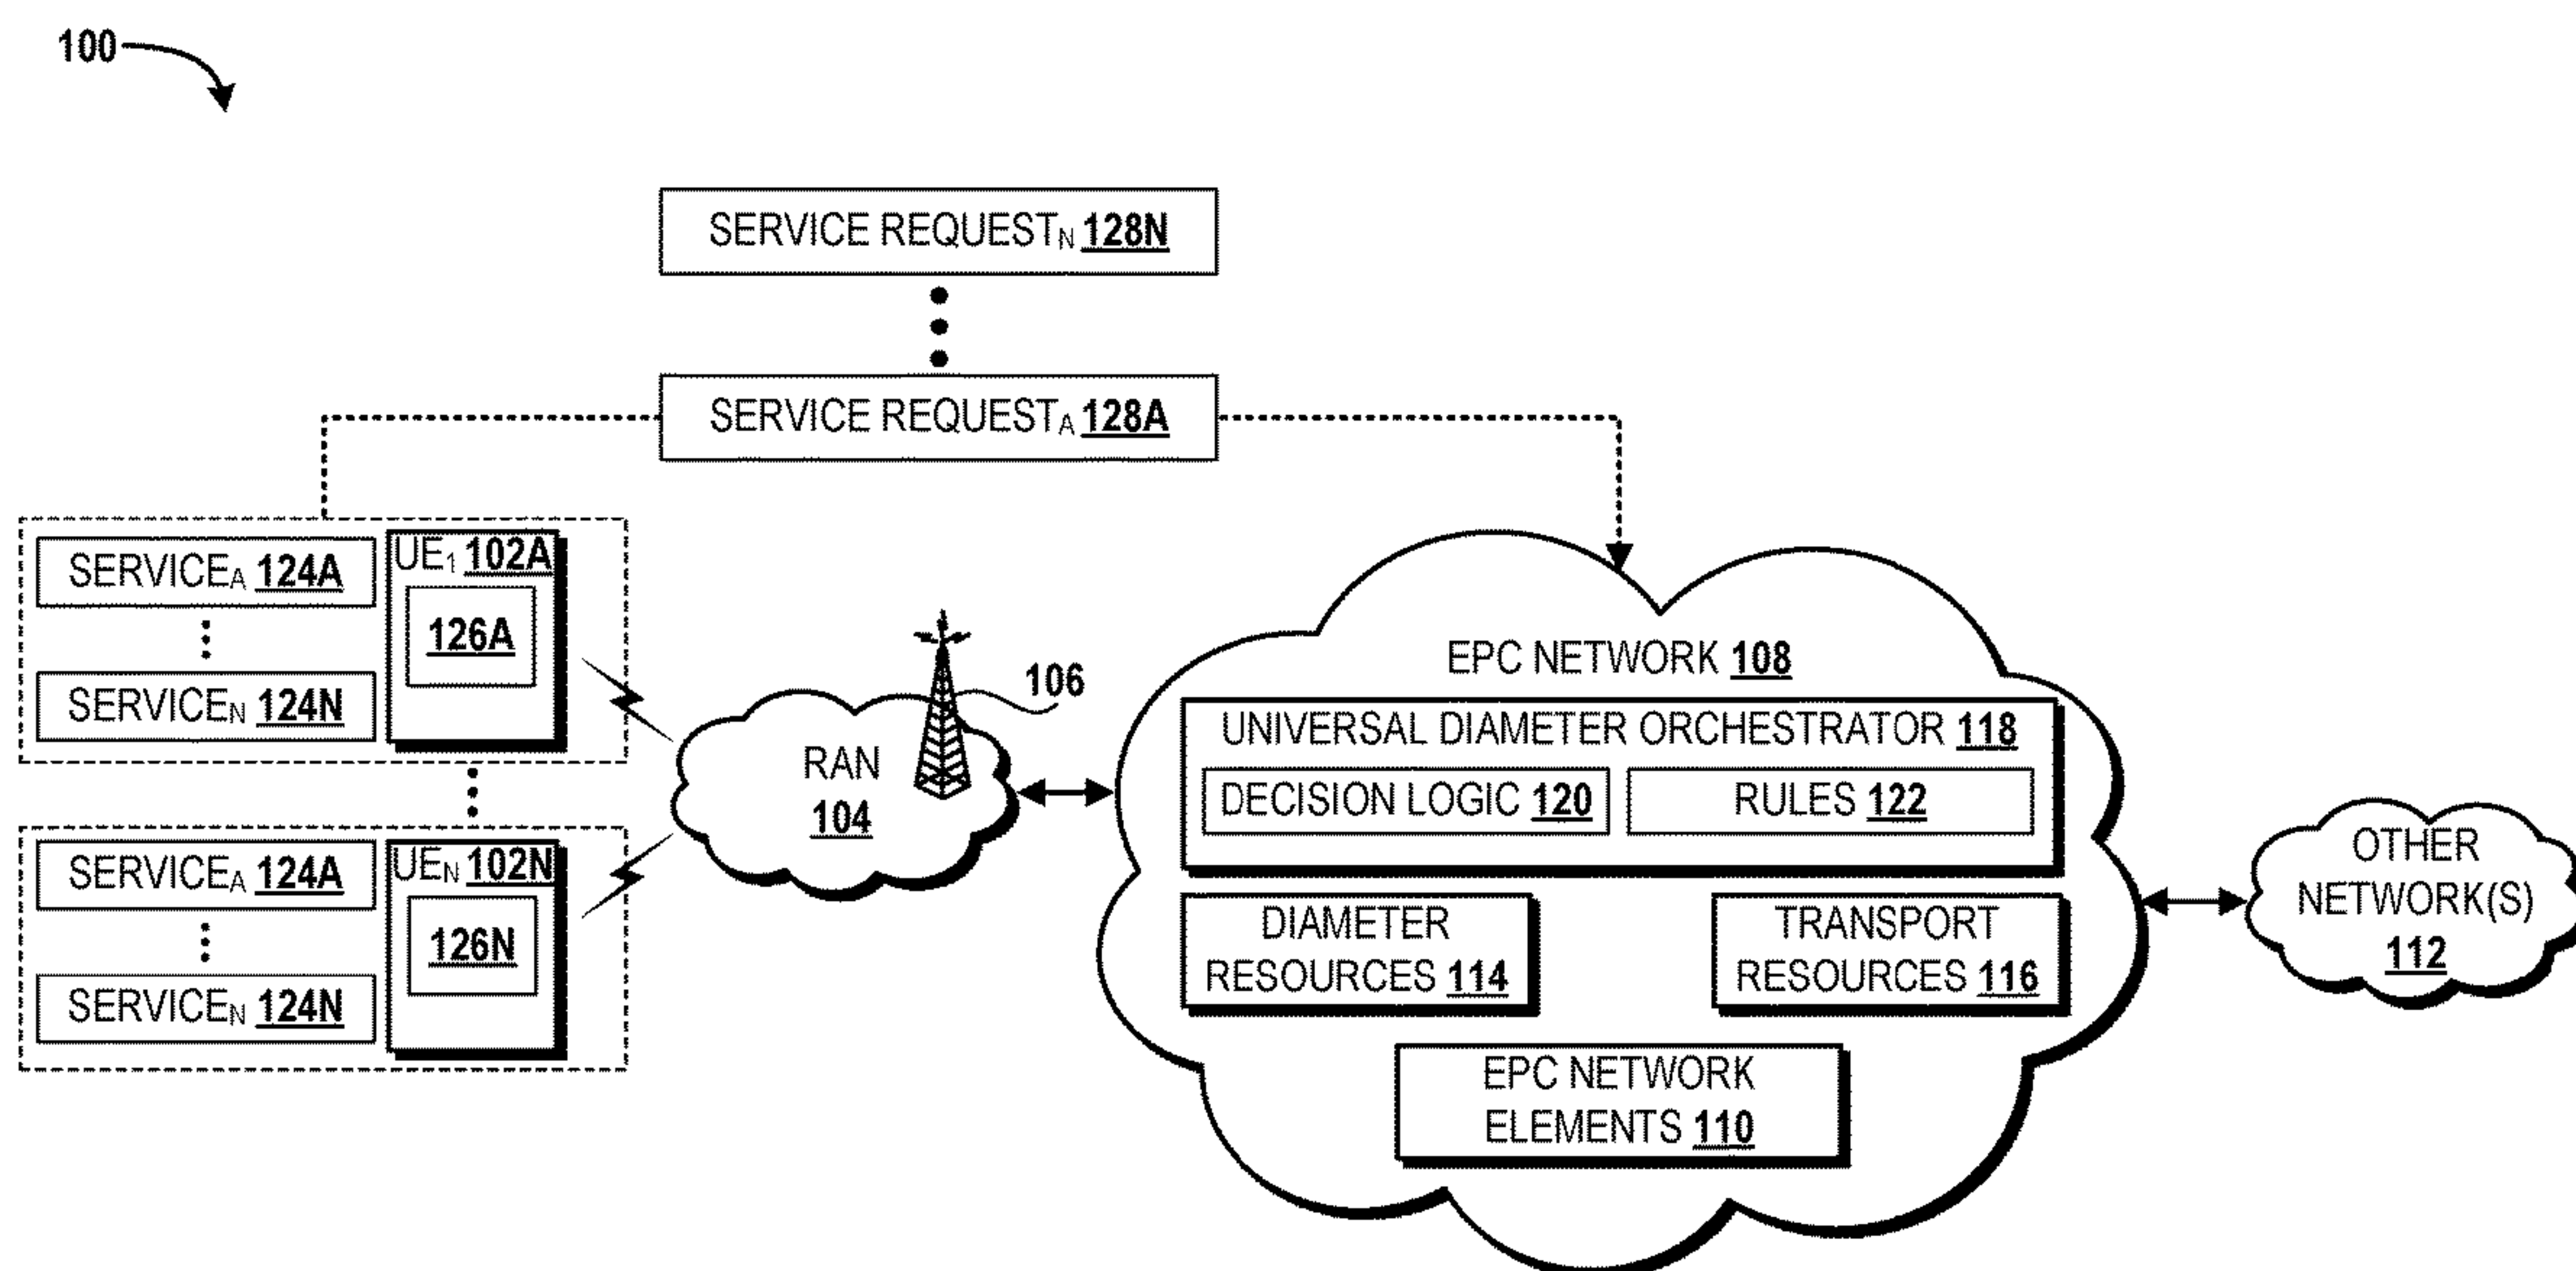 100
SERVICE REQUESTN 128N
SERVICE REQUESTA 128A
SERVICEA 124A
SERVICEN 124N
UE1 102A
126A
SERVICEA 124A
SERVICEN 124N
UEN 102N
126N
RAN
104
106
EPC NETWORK 108
UNIVERSAL DIAMETER ORCHESTRATOR 118
DECISION LOGIC 120
RULES 122
DIAMETER
RESOURCES 114
TRANSPORT
RESOURCES 116
EPC NETWORK
ELEMENTS 110
OTHER
NETWORK(S)
112